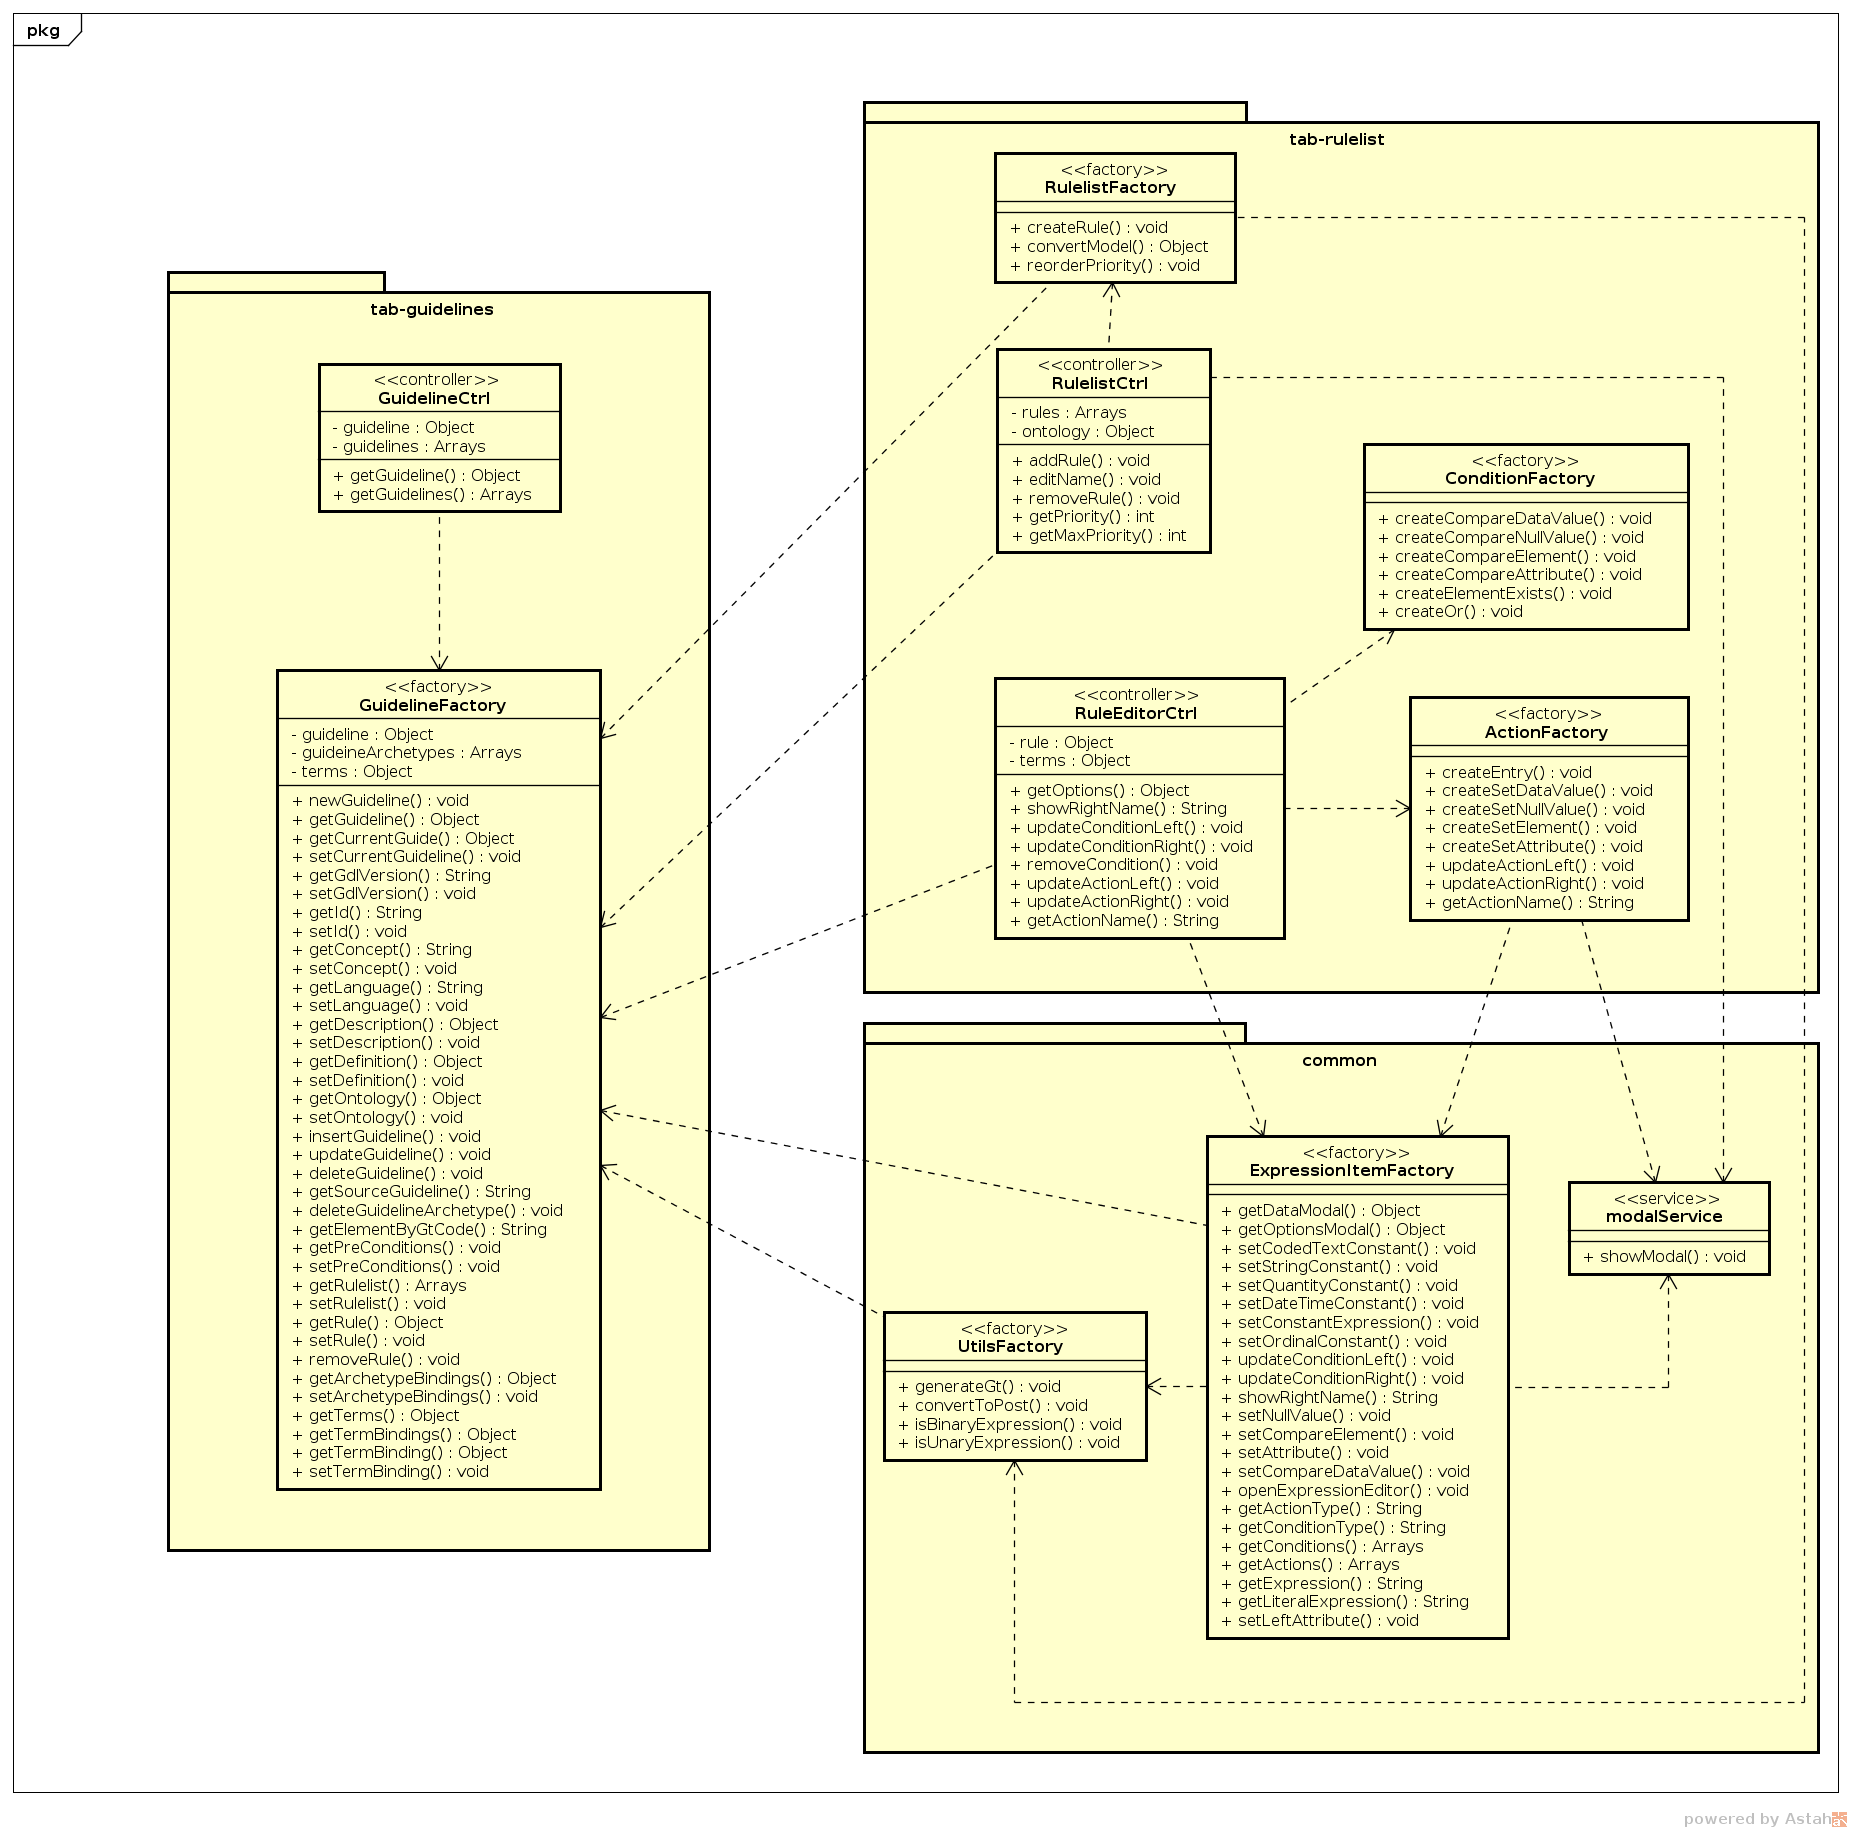 pkg
tab-guidelines
<<controller>>
GuidelineCtrl
- guideline : Object
- guidelines : Arrays
+ getGuideline() : Object
+ getGuidelines() : Arrays
<<factory>>
GuidelineFactory
- guideline : Object
- guideineArchetypes : Arrays
- terms : Object
+ newGuideline() : void
+ getGuideline() : Object
+ getCurrentGuide() : Object
+ setCurrentGuideline() : void
+ getGdlVersion() : String
+ setGdlVersion() : void
+ getId() : String
+ setId() : void
+ getConcept() : String
+ setConcept() : void
+ getLanguage() : String
+ setLanguage() : void
+ getDescription() : Object
+ setDescription() : void
+ getDefinition() : Object
+ setDefinition() : void
+ getOntology() : Object
+ setOntology() : void
+ insertGuideline() : void
+ updateGuideline() : void
+ deleteGuideline() : void
+ getSourceGuideline() : String
+ deleteGuidelineArchetype() : void
+ getElementByGtCode() : String
+ getPreConditions() : void
+ setPreConditions() : void
+ getRulelist() : Arrays
+ setRulelist() : void
+ getRule() : Object
+ setRule() : void
+ removeRule() : void
+ getArchetypeBindings() : Object
+ setArchetypeBindings() : void
+ getTerms() : Object
+ getTermBindings() : Object
+ getTermBinding() : Object
+ setTermBinding() : void
tab-rulelist
<<factory>>
RulelistFactory
+ createRule() : void
+ convertModel() : Object
+ reorderPriority() : void
<<controller>>
RulelistCtrl
- rules : Arrays
- ontology : Object
+ addRule() : void
+ editName() : void
+ removeRule() : void
+ getPriority() : int
+ getMaxPriority() : int
<<factory>>
ConditionFactory
+ createCompareDataValue() : void
+ createCompareNullValue() : void
+ createCompareElement() : void
+ createCompareAttribute() : void
+ createElementExists() : void
+ createOr() : void
<<controller>>
RuleEditorCtrl
- rule : Object
- terms : Object
+ getOptions() : Object
+ showRightName() : String
+ updateConditionLeft() : void
+ updateConditionRight() : void
+ removeCondition() : void
+ updateActionLeft() : void
+ updateActionRight() : void
+ getActionName() : String
<<factory>>
ActionFactory
+ createEntry() : void
+ createSetDataValue() : void
+ createSetNullValue() : void
+ createSetElement() : void
+ createSetAttribute() : void
+ updateActionLeft() : void
+ updateActionRight() : void
+ getActionName() : String
common
<<factory>>
ExpressionItemFactory
+ getDataModal() : Object
+ getOptionsModal() : Object
+ setCodedTextConstant() : void
+ setStringConstant() : void
+ setQuantityConstant() : void
+ setDateTimeConstant() : void
+ setConstantExpression() : void
+ setOrdinalConstant() : void
+ updateConditionLeft() : void
+ updateConditionRight() : void
+ showRightName() : String
+ setNullValue() : void
+ setCompareElement() : void
+ setAttribute() : void
+ setCompareDataValue() : void
+ openExpressionEditor() : void
+ getActionType() : String
+ getConditionType() : String
+ getConditions() : Arrays
+ getActions() : Arrays
+ getExpression() : String
+ getLiteralExpression() : String
+ setLeftAttribute() : void
<<service>>
modalService
+ showModal() : void
<<factory>>
UtilsFactory
+ generateGt() : void
+ convertToPost() : void
+ isBinaryExpression() : void
+ isUnaryExpression() : void
powered by Astah